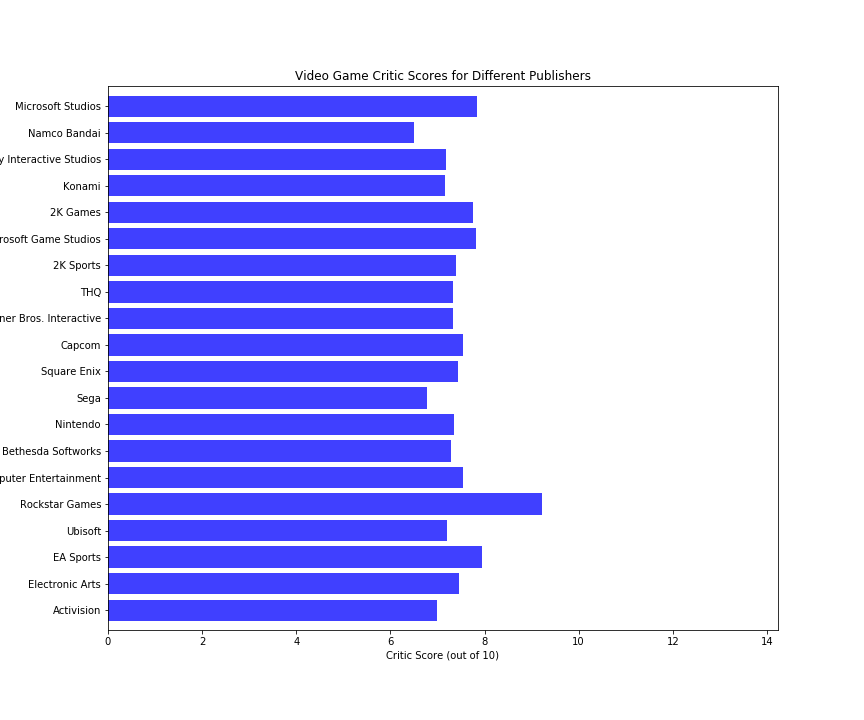 Video Game Critic Scores for Different Publishers
Microsoft Studios
Namco Bandai
y Interactive Studios
Konami
2K Games
rosoft Game Studios
2K Sports
THQ
ner Bros. Interactive
Capcom
Square Enix
Sega
Nintendo
Bethesda Softworks
puter Entertainment
Rockstar Games
Ubisoft
EA Sports
Electronic Arts
Activision
0 2 4 6 8 10 12 14
Critic Score (out of 10)